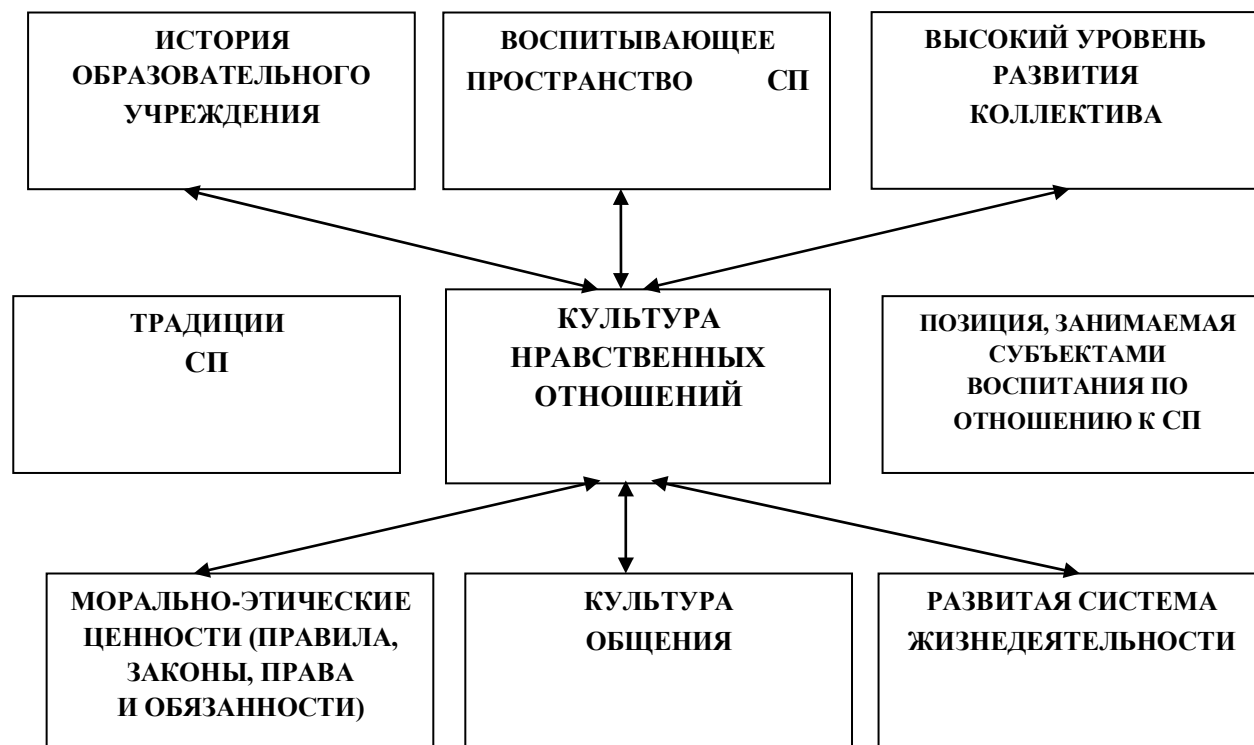 ИСТОРИЯ
ОБРАЗОВАТЕЛЬНОГО
УЧРЕЖДЕНИЯ
ВОСПИТЫВАЮЩЕЕ
ПРОСТРАНСТВО СП
ВЫСОКИЙ УРОВЕНЬ
РАЗВИТИЯ
КОЛЛЕКТИВА
ТРАДИЦИИ
СП
КУЛЬТУРА
НРАВСТВЕННЫХ
ОТНОШЕНИЙ
ПОЗИЦИЯ, ЗАНИМАЕМАЯ
СУБЪЕКТАМИ
ВОСПИТАНИЯ ПО
ОТНОШЕНИЮ К СП
МОРАЛЬНО-ЭТИЧЕСКИЕ
ЦЕННОСТИ (ПРАВИЛА,
ЗАКОНЫ, ПРАВА
И ОБЯЗАННОСТИ)
КУЛЬТУРА
ОБЩЕНИЯ
РАЗВИТАЯ СИСТЕМА
ЖИЗНЕДЕЯТЕЛЬНОСТИ